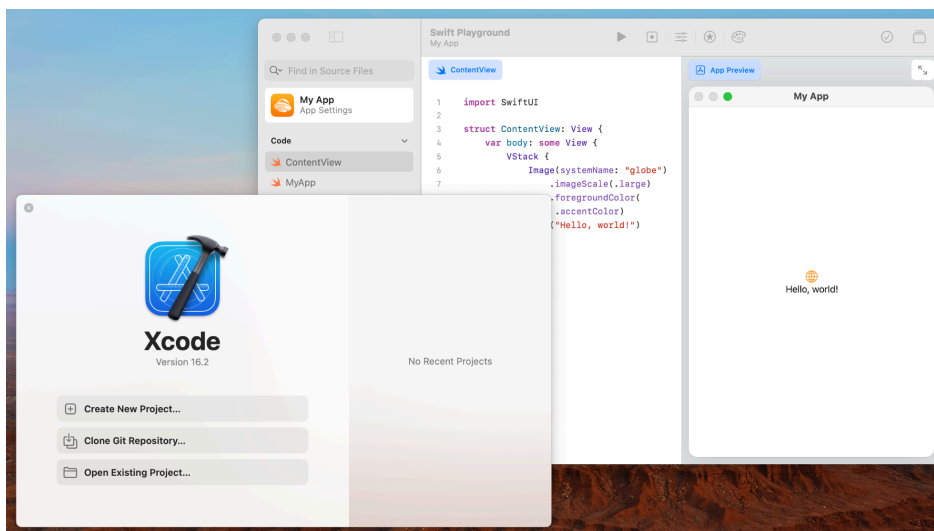 Swift Playground
My App
Find in Source Files
My App
App Settings
Code
ContentView
MyApp
ContentView
1 import SwiftUI
2
3 struct ContentView: View {
4 var body: some View {
5 VStack {
6 Image(systemName: "globe")
7 .imageScale(.large)
.foregroundColor(
.accentColor)
("Hello, world!")
App Preview
My App
Hello, world!
Xcode
Version 16.2
Create New Project...
Clone Git Repository...
Open Existing Project...
No Recent Projects